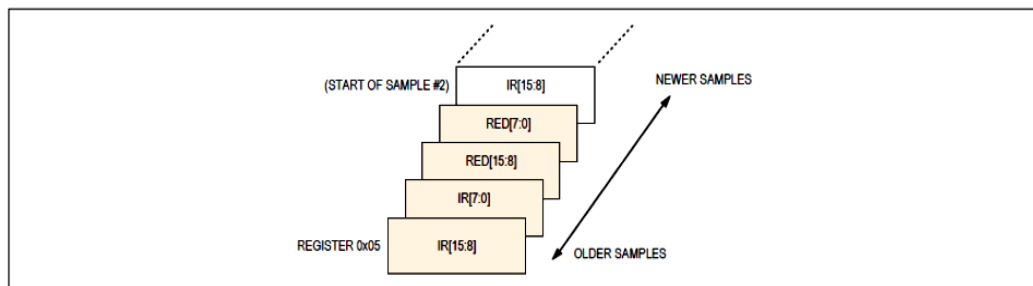 (START OF SAMPLE #2)
IR[15:8]
NEWER SAMPLES
RED[7:0]
RED[15:8]
IR[7:0]
REGISTER 0x05
IR[15:8]
OLDER SAMPLES